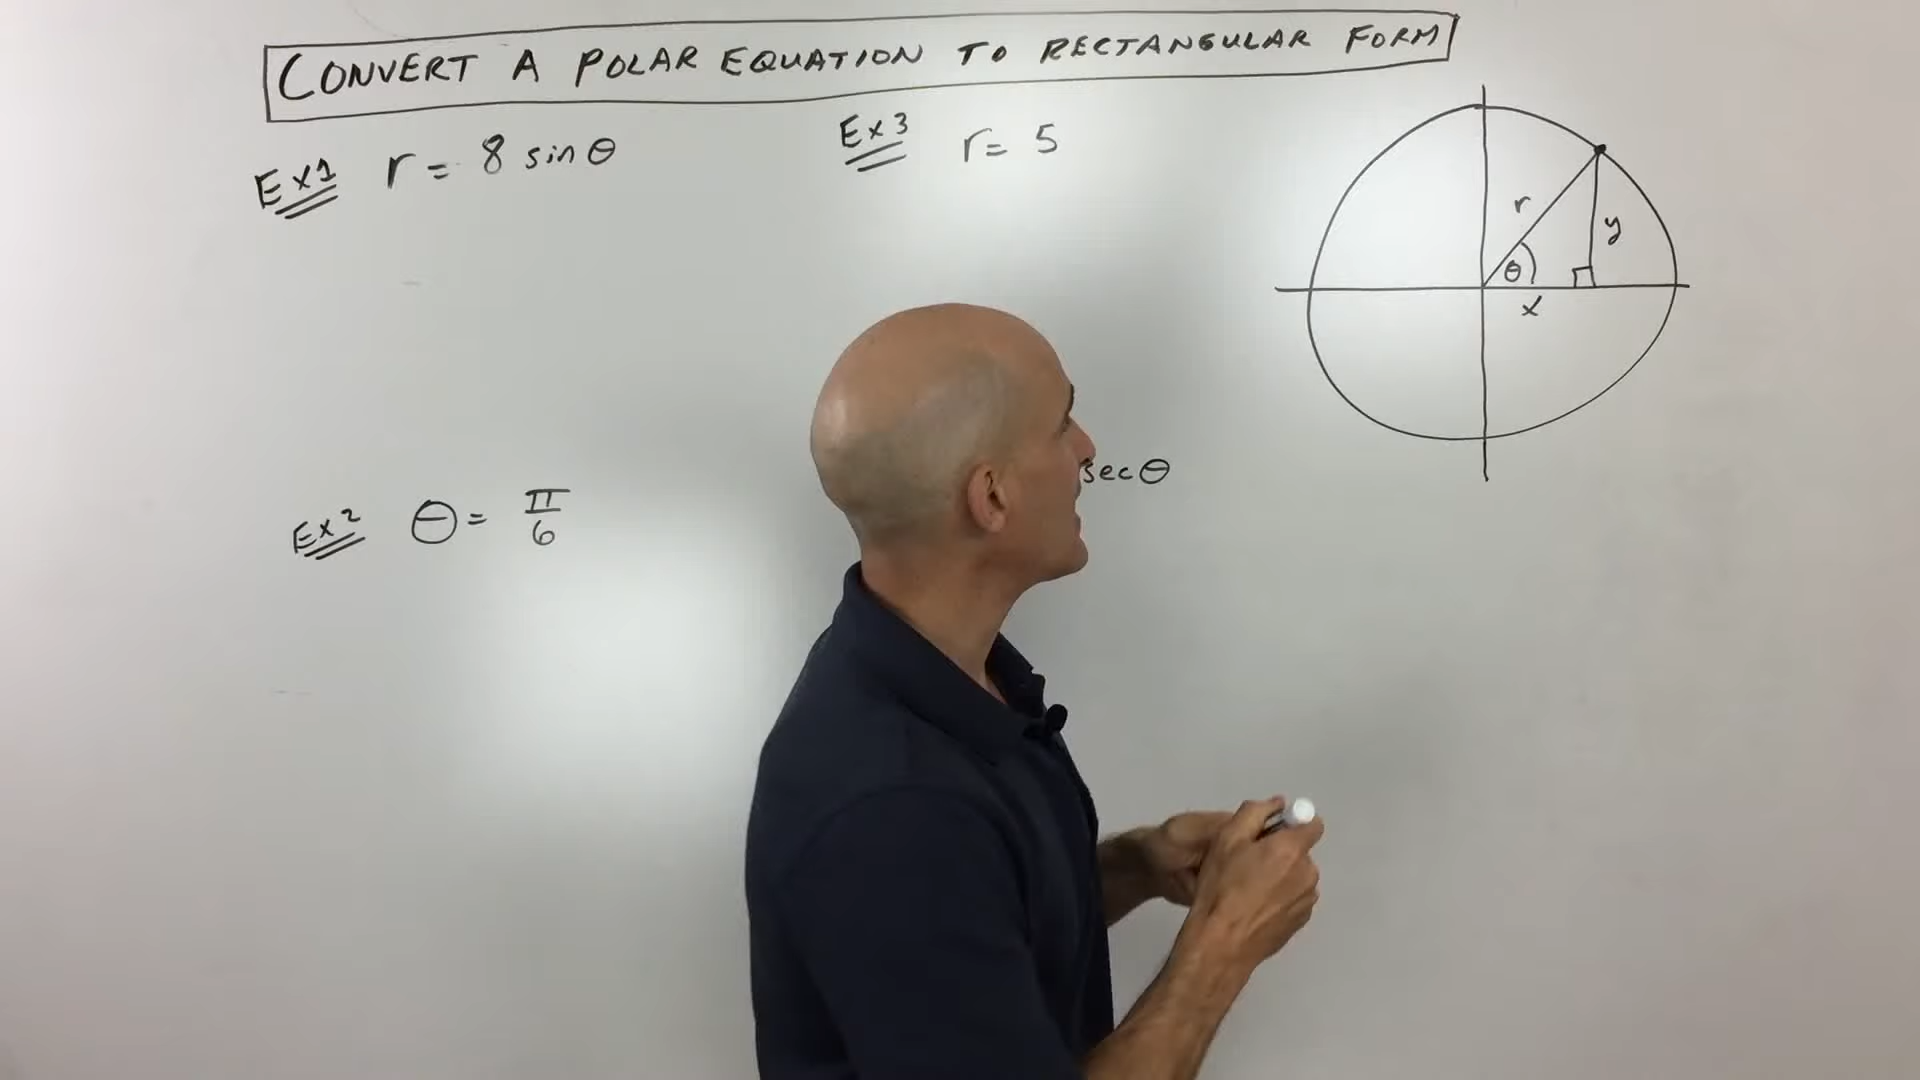 CONVERT A POLAR EQUATION TO RECTANGULAR FORM
Ex1 r = 8 sin θ
Ex2 θ = π/6
Ex3 r = 5
sec θ
r
y
θ
x